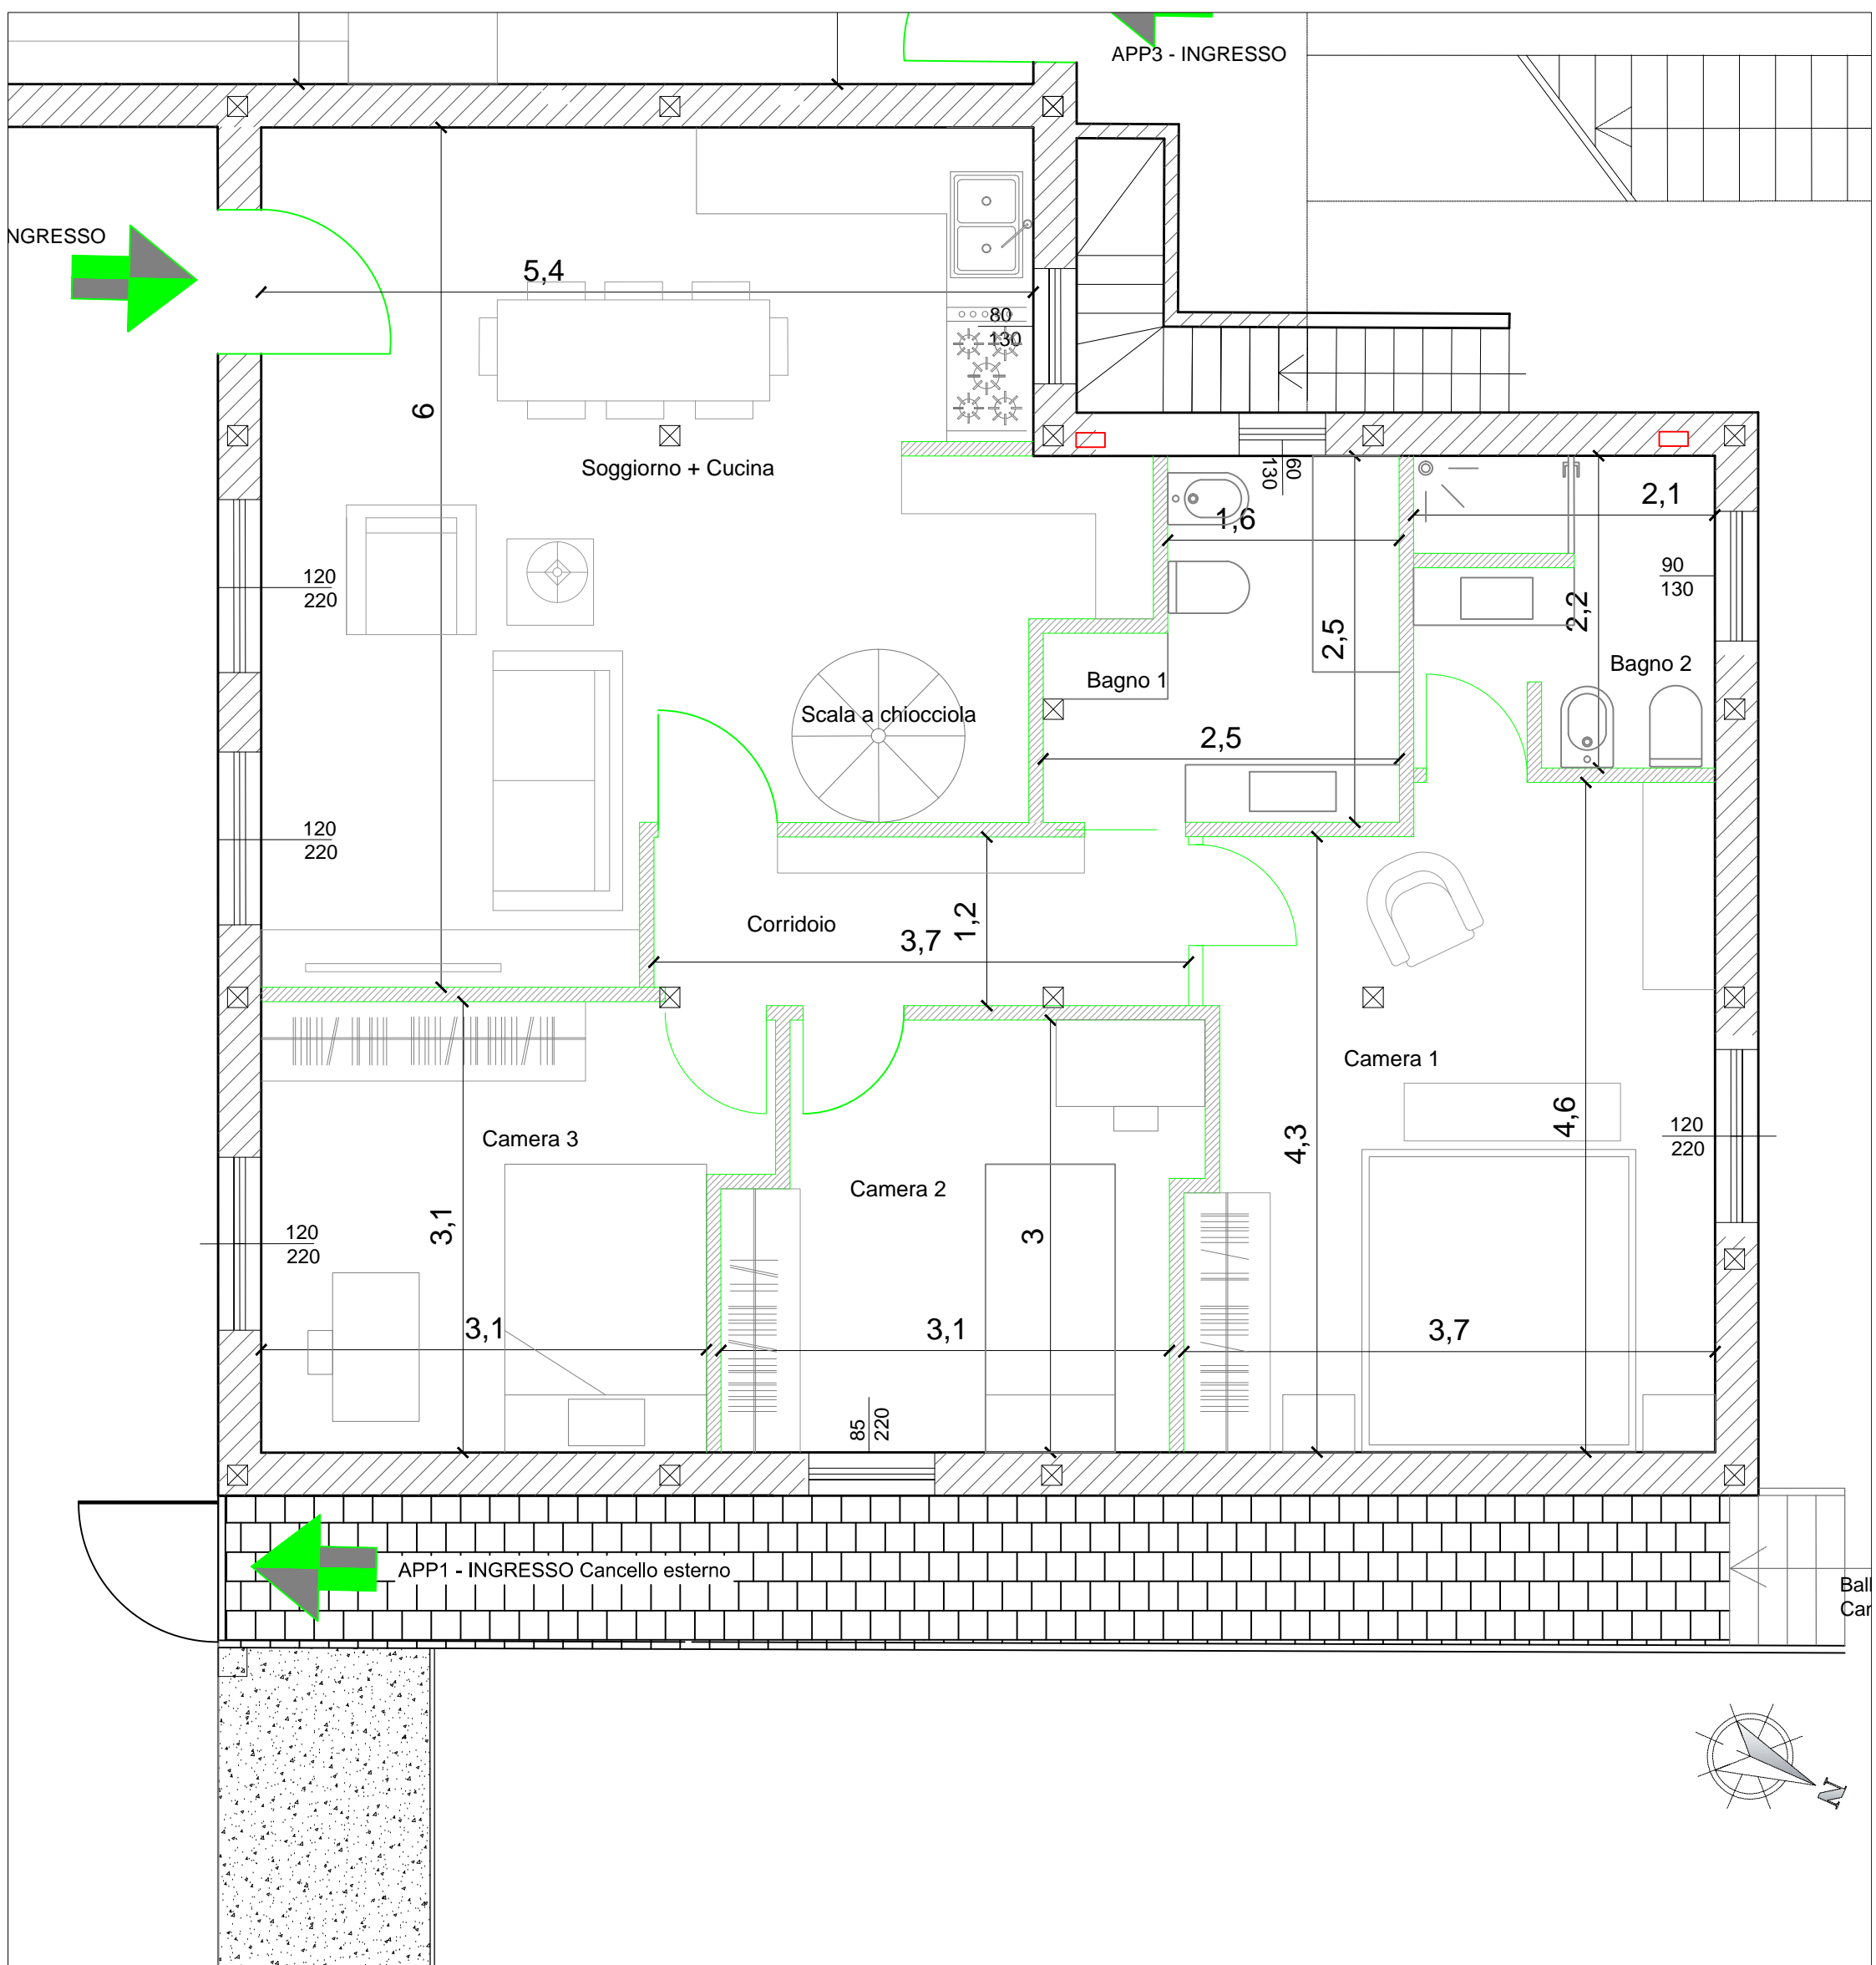 APP3 - INGRESSO
NGRESSO
5,4
80
130
6
Soggiorno + Cucina
60
130
1,6
2,1
120
220
90
130
2,2
2,5
Bagno 1
Bagno 2
Scala a chiocciola
2,5
120
220
Corridoio
3,7
1,2
Camera 1
Camera 3
4,3
4,6
120
220
Camera 2
3,1
3
120
220
3,1
3,1
3,7
85
220
APP1 - INGRESSO Cancello esterno
Ball
Can
N